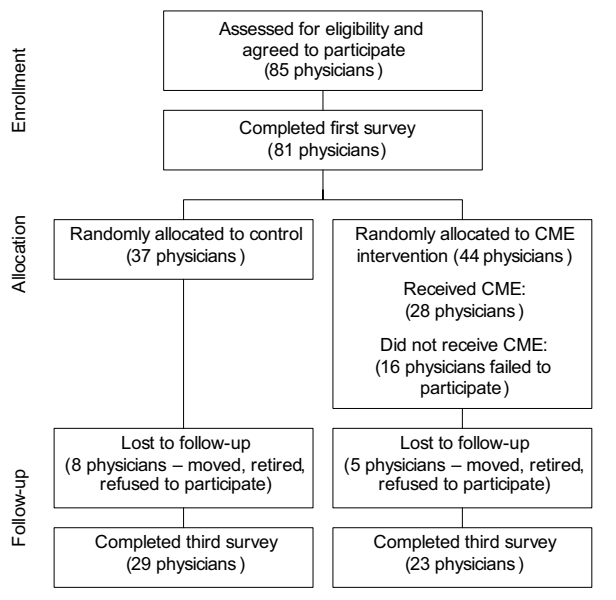 Enrollment
Assessed for eligibility and
agreed to participate
(85 physicians)
Completed first survey
(81 physicians)
Allocation
Randomly allocated to control
(37 physicians)
Randomly allocated to CME
intervention (44 physicians)
Received CME:
(28 physicians)
Did not receive CME:
(16 physicians failed to
participate)
Follow-up
Lost to follow-up
(8 physicians – moved, retired,
refused to participate)
Lost to follow-up
(5 physicians – moved, retired,
refused to participate)
Completed third survey
(29 physicians)
Completed third survey
(23 physicians)